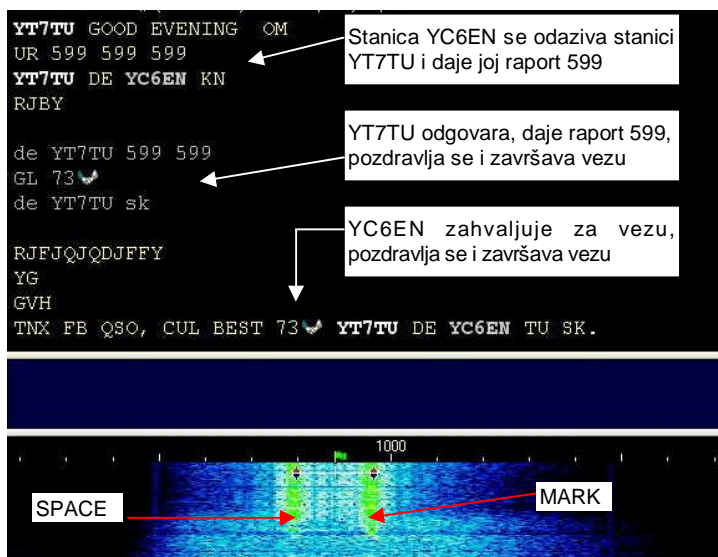 YT7TU GOOD EVENING OM
UR 599 599 599
YT7TU DE YC6EN KN
RJBY
Stanica YC6EN se odaziva stanici
YT7TU i daje joj raport 599
de YT7TU 599 599
GL 73
de YT7TU sk
YT7TU odgovara, daje raport 599,
pozdravlja se i završava vezu
YC6EN zahvaljuje za vezu,
pozdravlja se i završava vezu
RJFJQJQDJFFY
YG
GVH
TNX FB QSO, CUL BEST 73 YT7TU DE YC6EN TU SK.
1000
SPACE
MARK